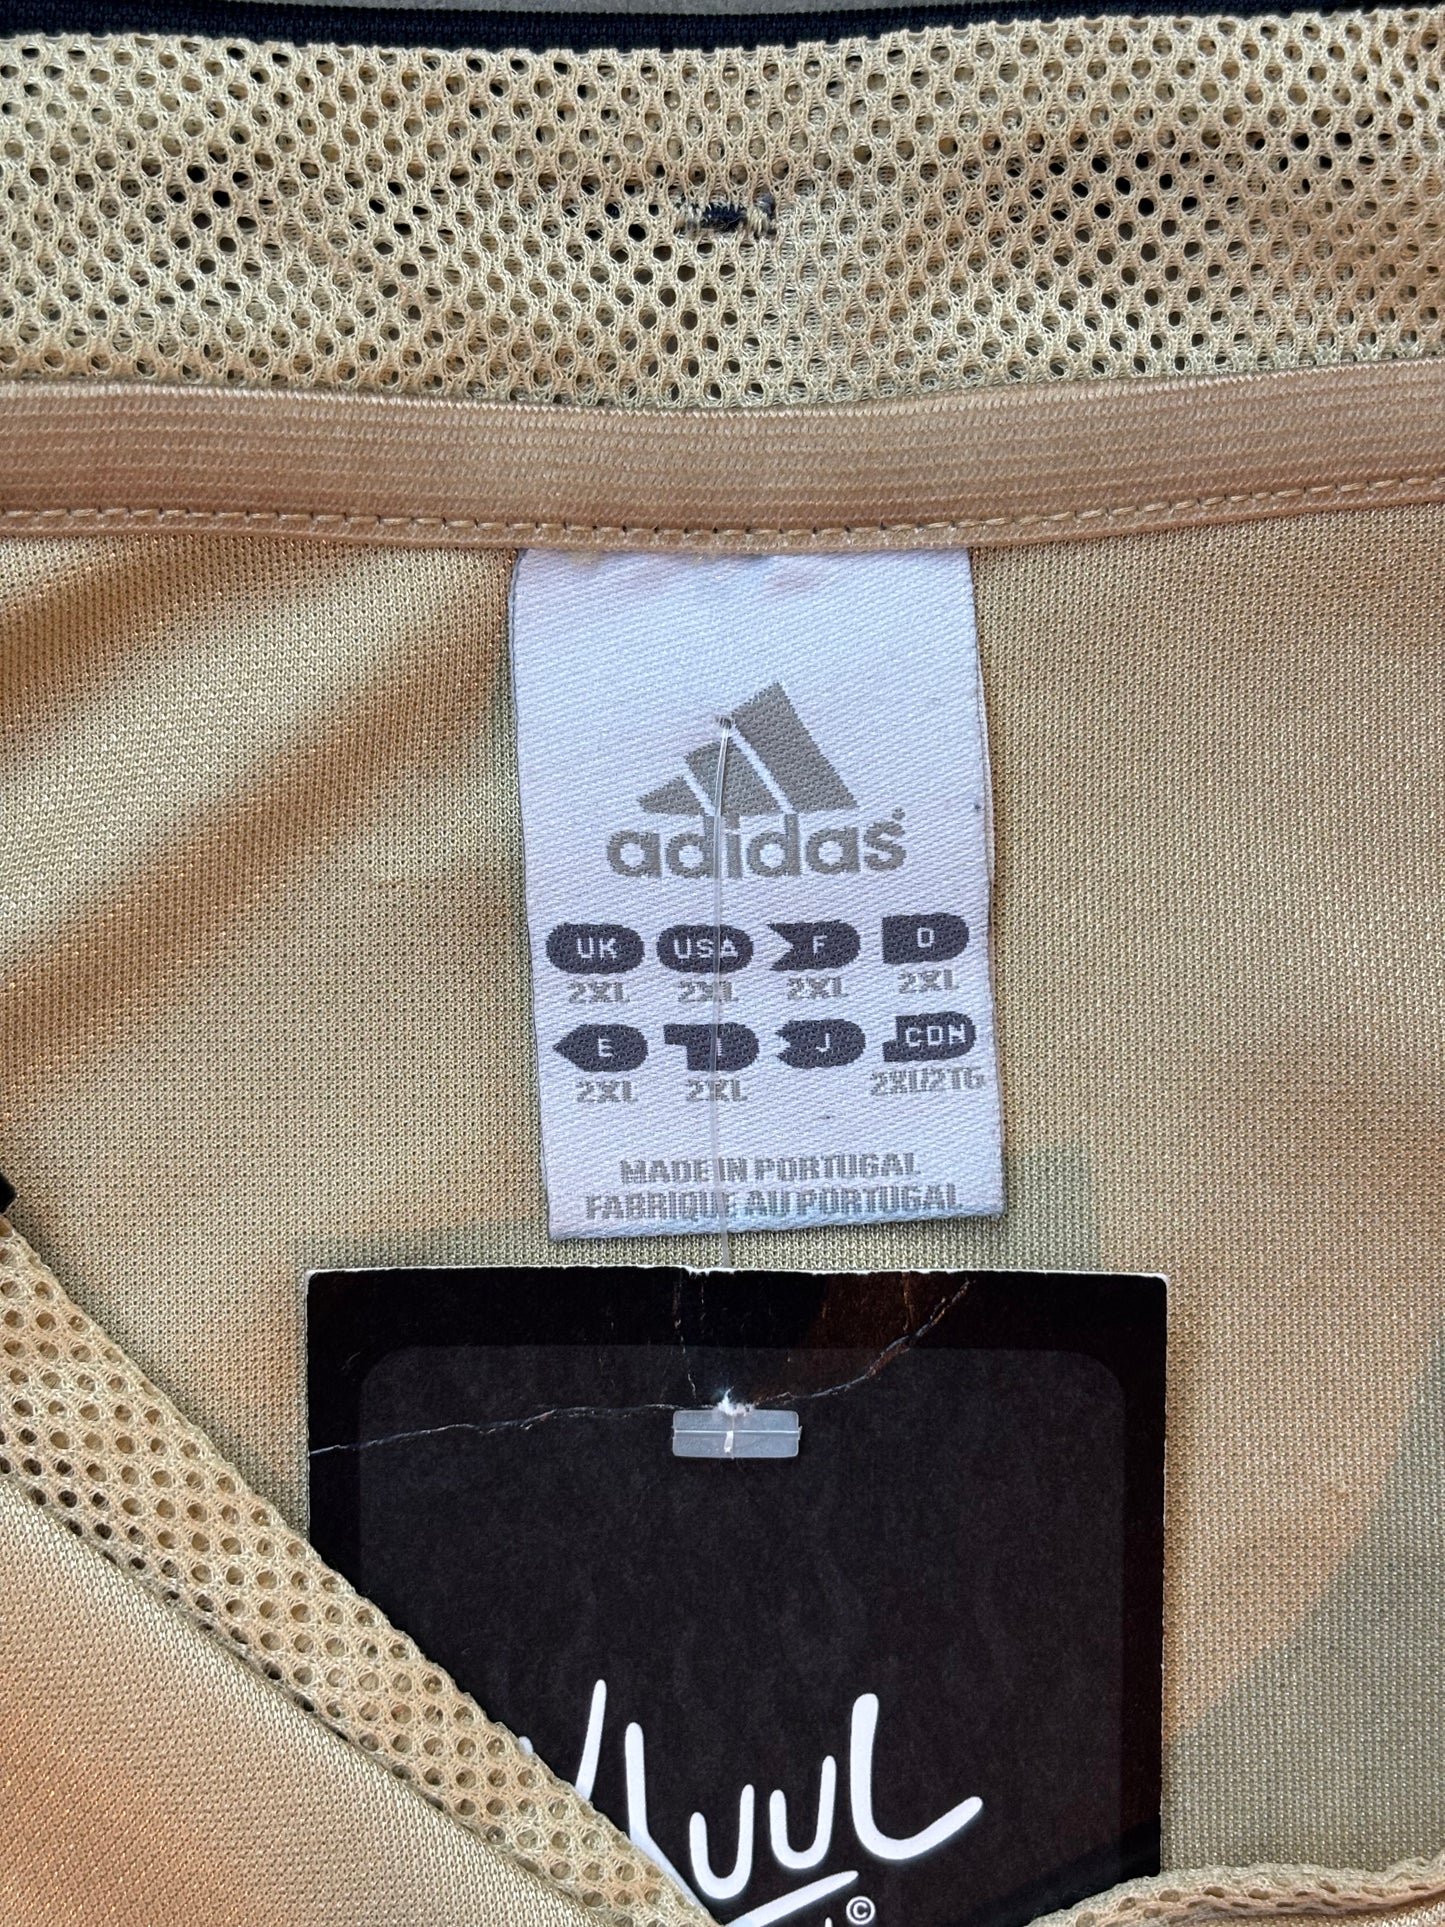 adidas
UK USA F D
2XL 2XL 2XL 2XL
E I J CDN
2XL 2XL 2XL/2TG
MADE IN PORTUGAL
FABRIQUE AU PORTUGAL
©